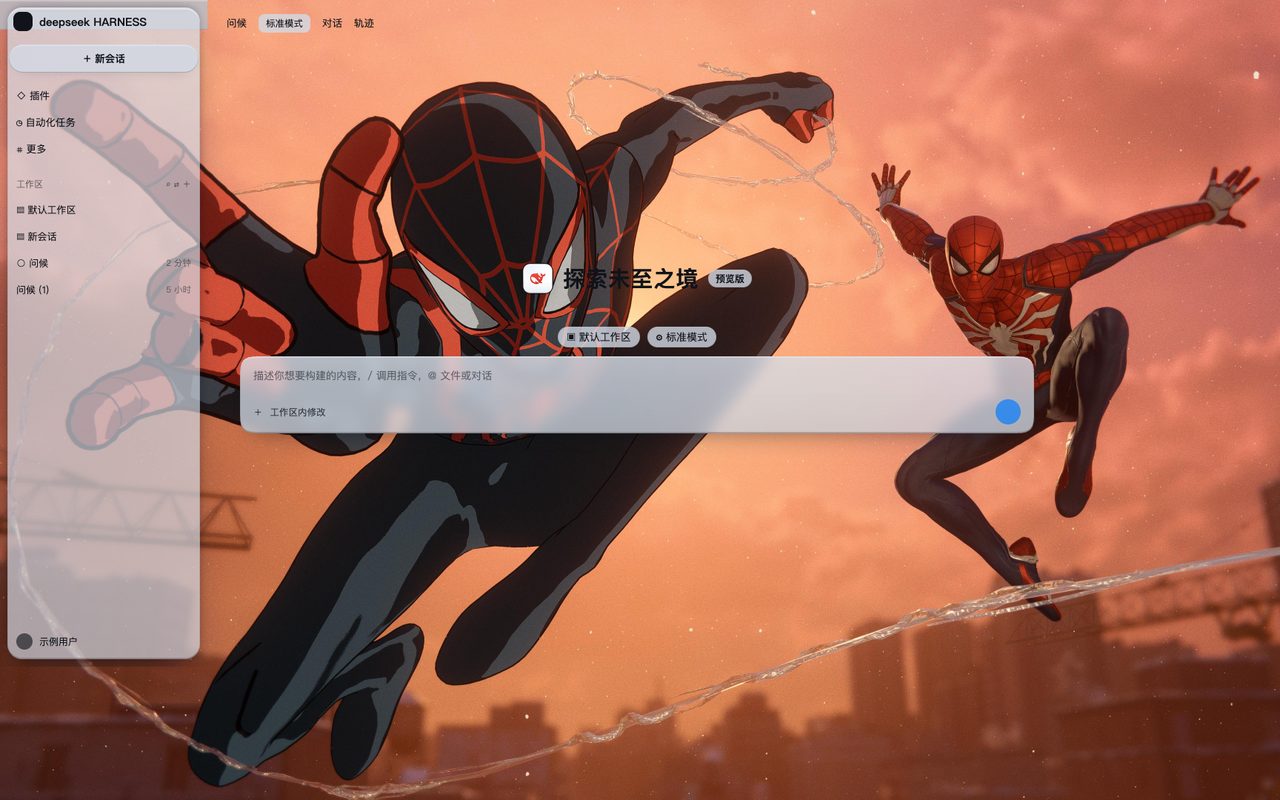 deepseek HARNESS
+ 新会话
插件
自动化任务
# 更多
工作区
默认工作区
新会话
问候 2 分钟
问候 (1) 5 小时
示例用户
问候 标准模式 对话 轨迹
探索未至之境 预览版
默认工作区 标准模式
描述你想要构建的内容，/ 调用指令，@ 文件或对话
+ 工作区内修改